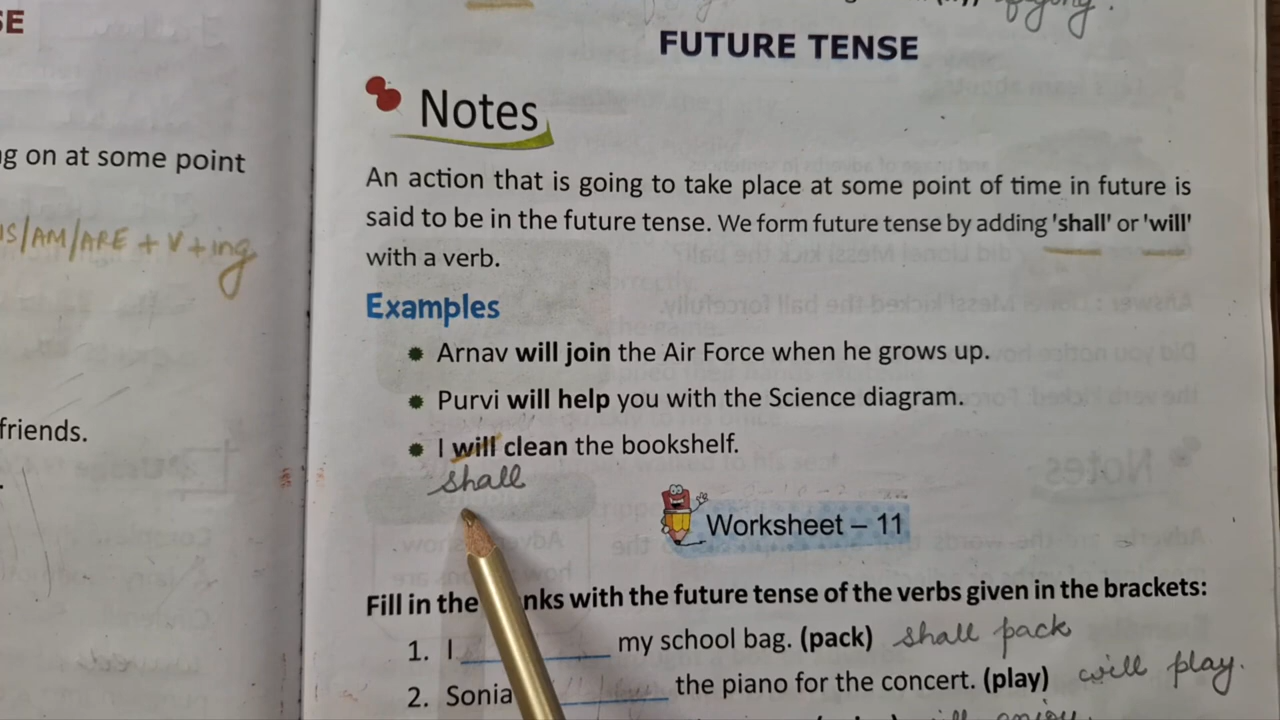 SE
g on at some point
IS/AM/ARE + V + ing
friends.
FUTURE TENSE
Notes
An action that is going to take place at some point of time in future is
said to be in the future tense. We form future tense by adding 'shall' or 'will'
with a verb.
Examples
Arnav will join the Air Force when he grows up.
Purvi will help you with the Science diagram.
I will clean the bookshelf.
shall
Worksheet – 11
Fill in the nks with the future tense of the verbs given in the brackets:
1. I my school bag. (pack) shall pack
2. Sonia the piano for the concert. (play) will play.